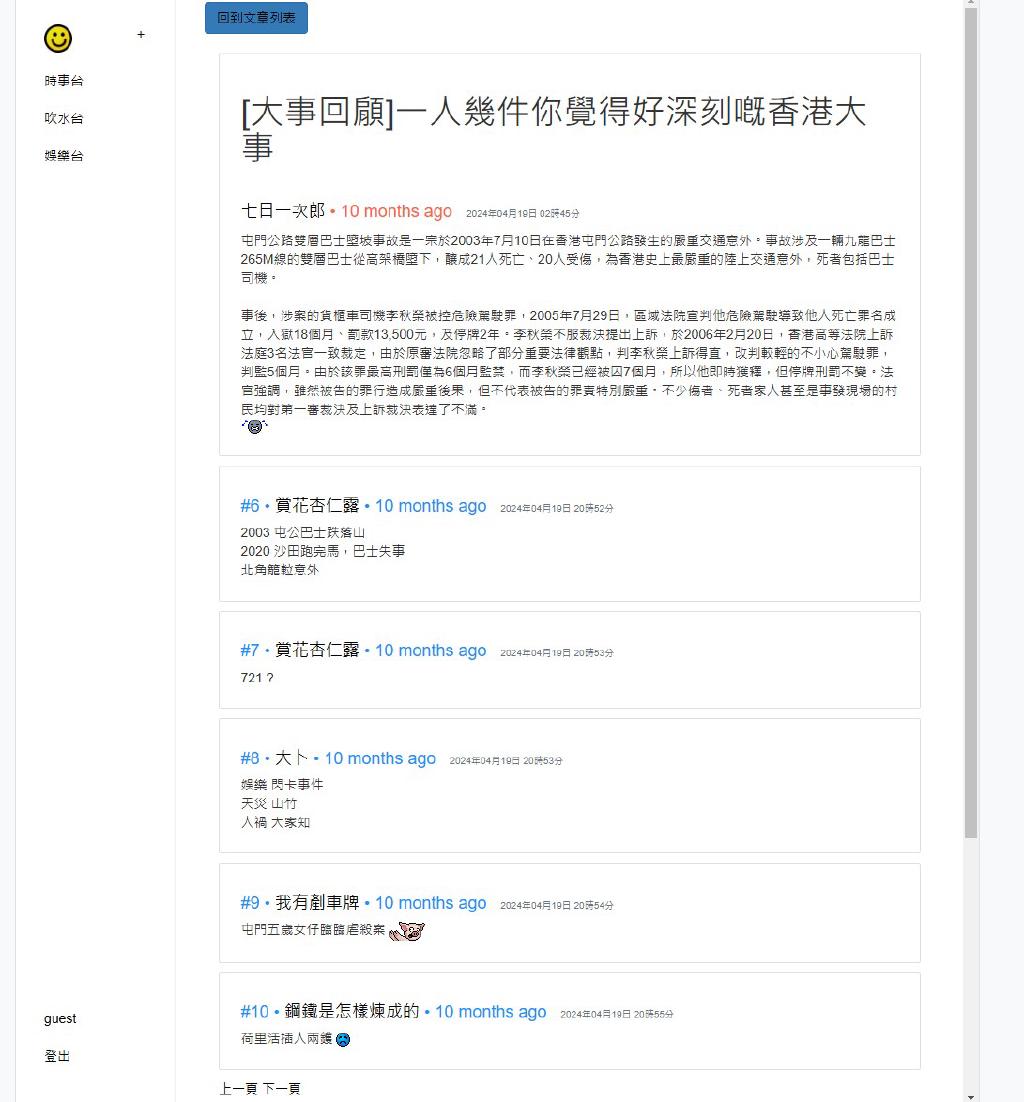 回到文章列表
+
時事台
吹水台
娛樂台
[大事回顧]一人幾件你覺得好深刻嘅香港大
事
七日一次郎 • 10 months ago 2024年04月19日 02時45分
屯門公路雙層巴士墮坡事故是一宗於2003年7月10日在香港屯門公路發生的嚴重交通意外。事故涉及一輛九龍巴士
265M線的雙層巴士從高架橋墮下，釀成21人死亡、20人受傷，為香港史上最嚴重的陸上交通意外，死者包括巴士
司機。
事後，涉案的貨櫃車司機李秋榮被控危險駕駛罪，2005年7月29日，區域法院宣判他危險駕駛導致他人死亡罪名成
立，入獄18個月、罰款13,500元，及停牌2年。李秋榮不服裁決提出上訴，於2006年2月20日，香港高等法院上訴
法庭3名法官一致裁定，由於原審法院忽略了部分重要法律觀點，判李秋榮上訴得直，改判較輕的不小心駕駛罪，
判監5個月。由於該罪最高刑罰僅為6個月監禁，而李秋榮已經被囚7個月，所以他即時獲釋，但停牌刑罰不變。法
官強調，雖然被告的罪行造成嚴重後果，但不代表被告的罪責特別嚴重。不少傷者、死者家人甚至是事發現場的村
民均對第一審裁決及上訴裁決表達了不滿。
#6 • 賞花杏仁露 • 10 months ago 2024年04月19日 20時52分
2003 屯公巴士跌落山
2020 沙田跑完馬，巴士失事
北角籠𨋢意外
#7 • 賞花杏仁露 • 10 months ago 2024年04月19日 20時53分
721？
#8 • 大卜 • 10 months ago 2024年04月19日 20時53分
娛樂 閃卡事件
天災 山竹
人禍 大家知
#9 • 我有剷車牌 • 10 months ago 2024年04月19日 20時54分
屯門五歲女仔臨臨虐殺案
#10 • 鋼鐵是怎樣煉成的 • 10 months ago 2024年04月19日 20時55分
荷里活插人兩鑊
上一頁 下一頁
guest
登出